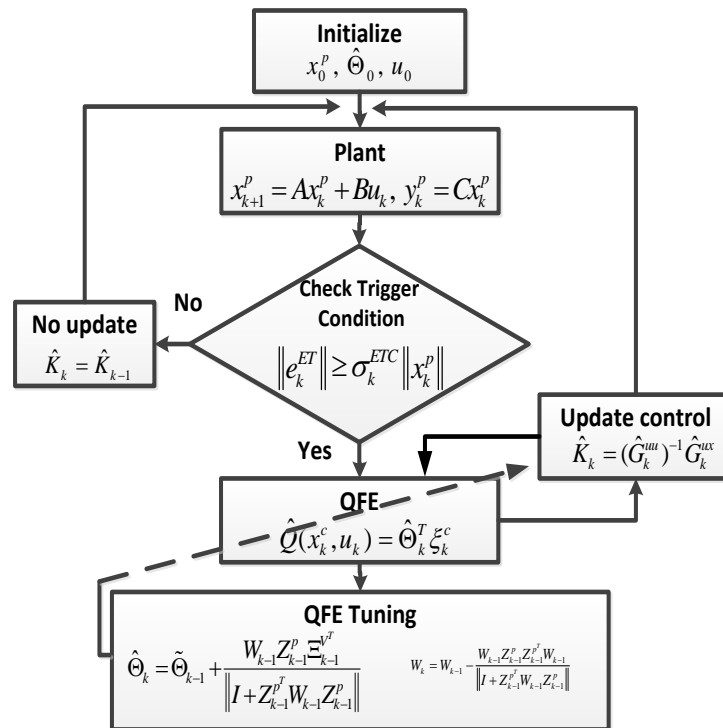 Initialize
x_0^p , Θ̂_0 , u_0
Plant
x_{k+1}^p = Ax_k^p + Bu_k, y_k^p = Cx_k^p
Check Trigger
Condition
‖e_k^{ET}‖ ≥ σ_k^{ETC} ‖x_k^p‖
No
No update
K̂_k = K̂_{k-1}
Yes
Update control
K̂_k = (Ĝ_k^{uu})^{-1} Ĝ_k^{ux}
QFE
Q̂(x_k^c, u_k) = Θ̂_k^T ξ_k^c
QFE Tuning
Θ̂_k = Θ̃_{k-1} + \frac{W_{k-1} Z_{k-1}^p Ξ_{k-1}^{V^T}}{‖I + Z_{k-1}^{p^T} W_{k-1} Z_{k-1}^p‖}
W_k = W_{k-1} - \frac{W_{k-1} Z_{k-1}^p Z_{k-1}^{p^T} W_{k-1}}{‖I + Z_{k-1}^{p^T} W_{k-1} Z_{k-1}^p‖}